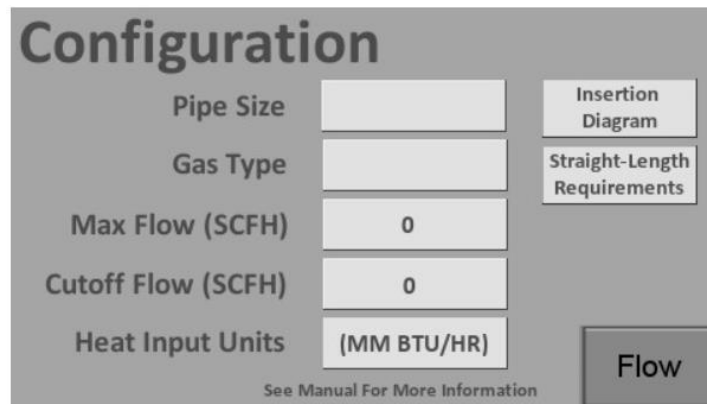 Configuration
Pipe Size
Insertion
Diagram
Gas Type
Straight-Length
Requirements
Max Flow (SCFH)
0
Cutoff Flow (SCFH)
0
Heat Input Units
(MM BTU/HR)
Flow
See Manual For More Information